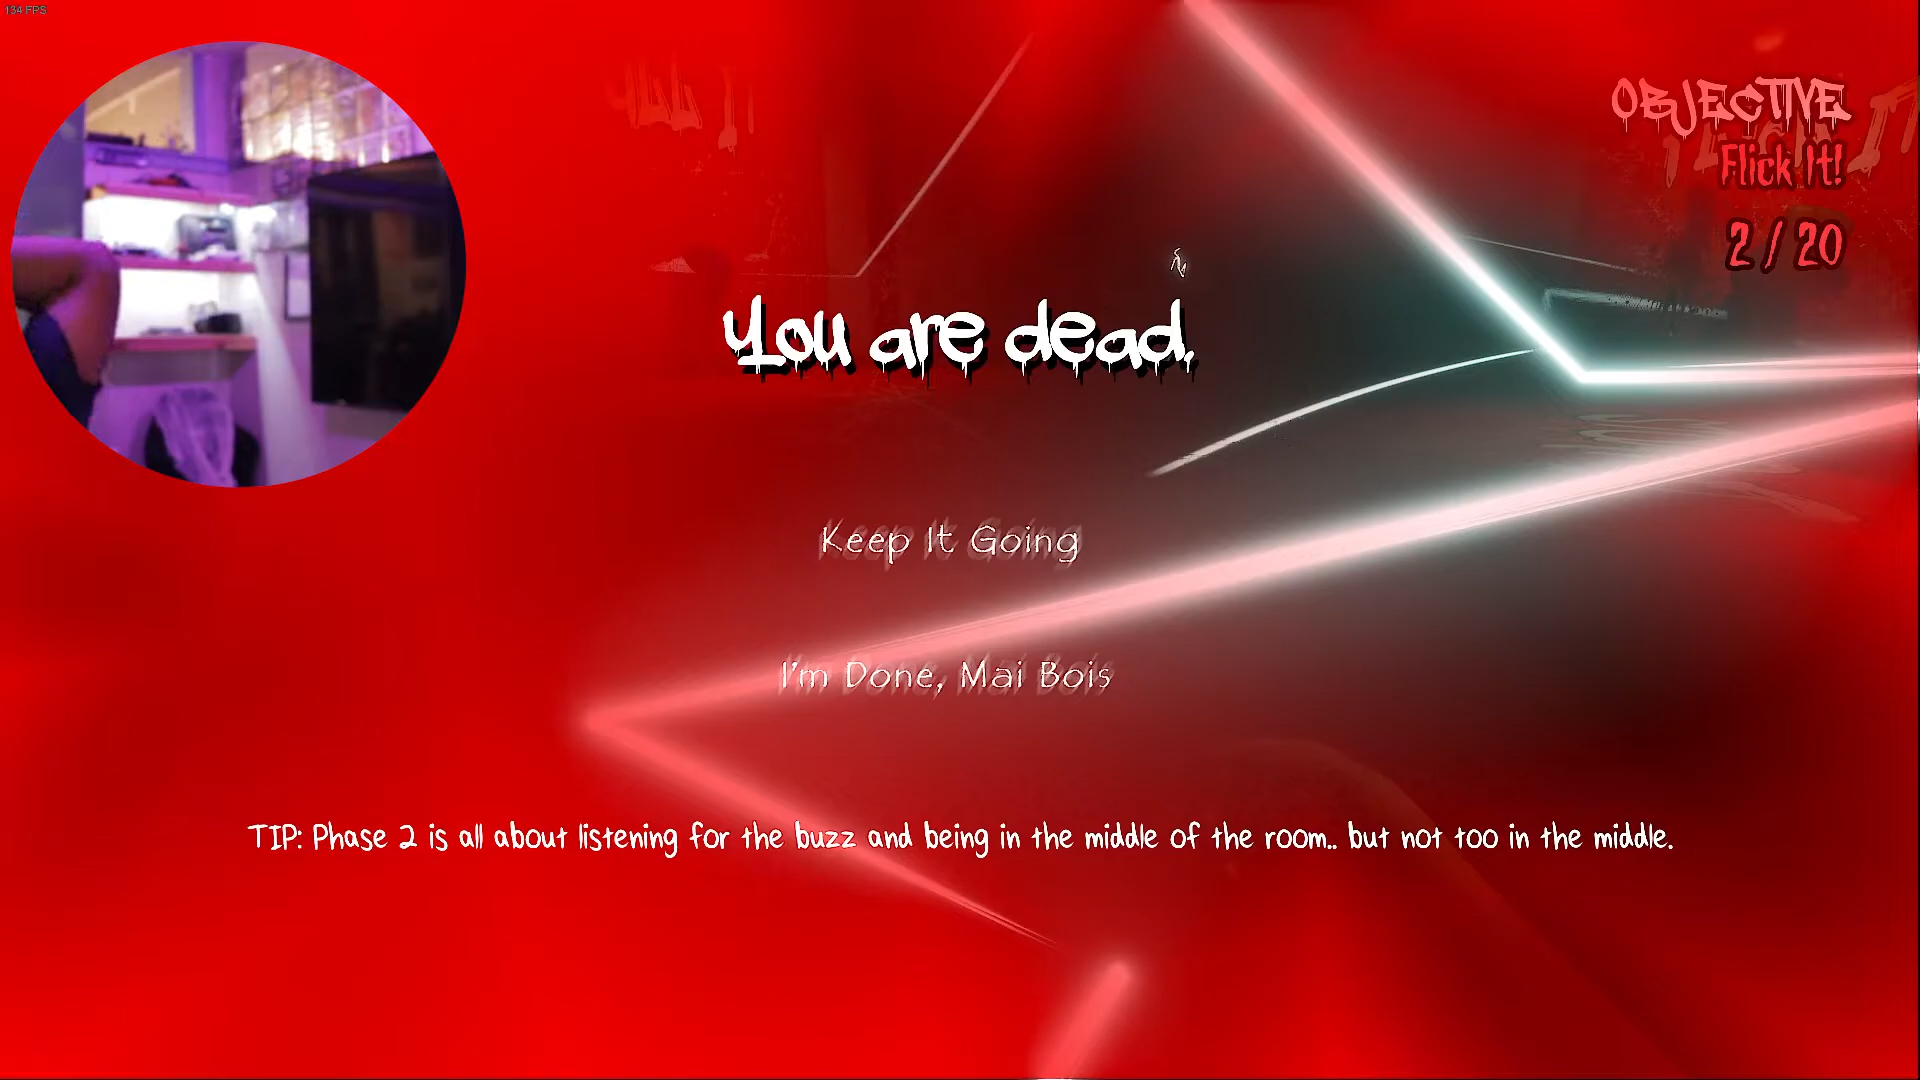 134 FPS
OBJECTIVE
Flick It!
2 / 20
You are dead.
Keep It Going
I'm Done, Mai Bois
TIP: Phase 2 is all about listening for the buzz and being in the middle of the room.. but not too in the middle.